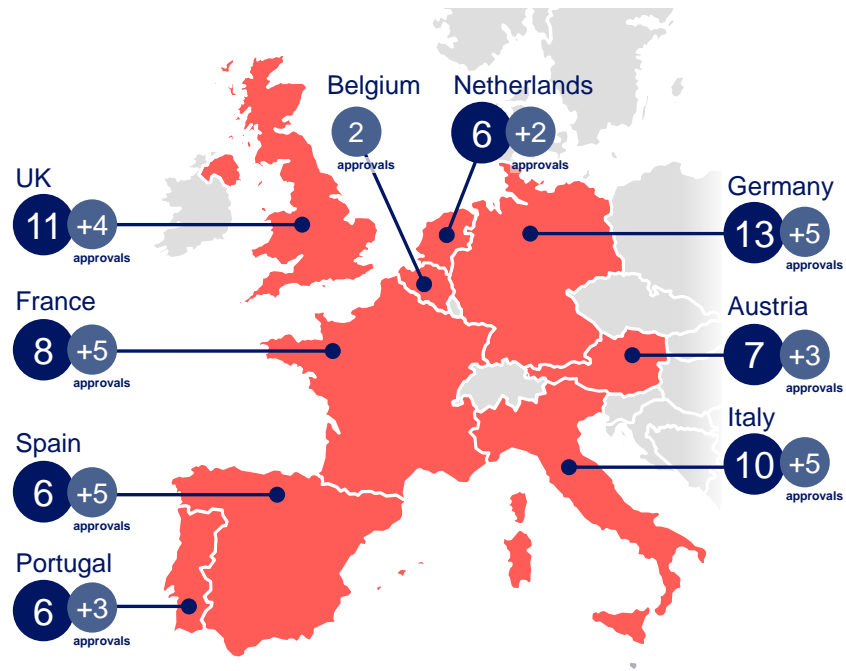 Belgium
2
approvals
Netherlands
6 +2
approvals
UK
11 +4
approvals
Germany
13 +5
approvals
France
8 +5
approvals
Austria
7 +3
approvals
Italy
10 +5
approvals
Spain
6 +5
approvals
Portugal
6 +3
approvals